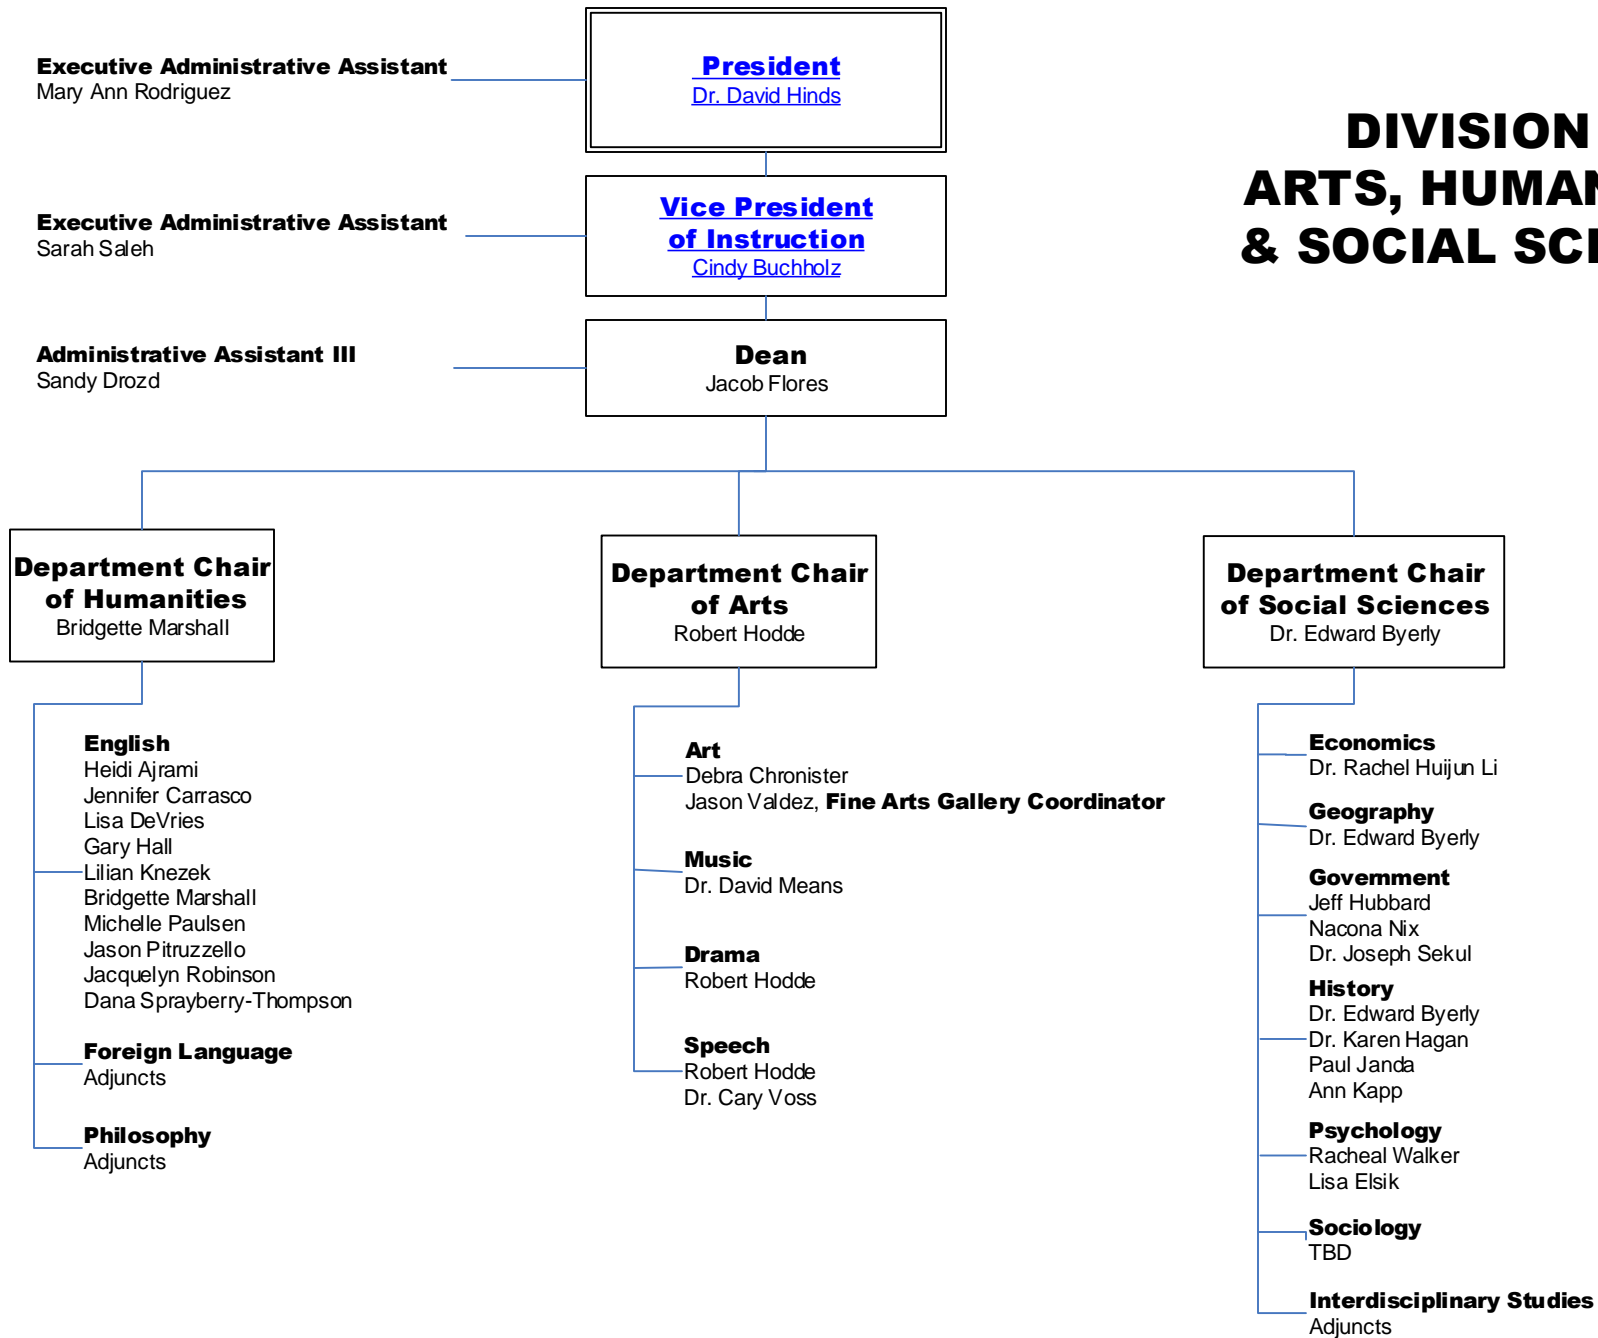 Executive Administrative Assistant
Mary Ann Rodriguez
President
Dr. David Hinds
DIVISION
ARTS, HUMAN
& SOCIAL SCI
Executive Administrative Assistant
Sarah Saleh
Vice President
of Instruction
Cindy Buchholz
Administrative Assistant III
Sandy Drozd
Dean
Jacob Flores
Department Chair
of Humanities
Bridgette Marshall
English
Heidi Ajrami
Jennifer Carrasco
Lisa DeVries
Gary Hall
Lilian Knezek
Bridgette Marshall
Michelle Paulsen
Jason Pitruzzello
Jacquelyn Robinson
Dana Sprayberry-Thompson
Foreign Language
Adjuncts
Philosophy
Adjuncts
Department Chair
of Arts
Robert Hodde
Art
Debra Chronister
Jason Valdez, Fine Arts Gallery Coordinator
Music
Dr. David Means
Drama
Robert Hodde
Speech
Robert Hodde
Dr. Cary Voss
Department Chair
of Social Sciences
Dr. Edward Byerly
Economics
Dr. Rachel Huijun Li
Geography
Dr. Edward Byerly
Government
Jeff Hubbard
Nacona Nix
Dr. Joseph Sekul
History
Dr. Edward Byerly
Dr. Karen Hagan
Paul Janda
Ann Kapp
Psychology
Racheal Walker
Lisa Elsik
Sociology
TBD
Interdisciplinary Studies
Adjuncts